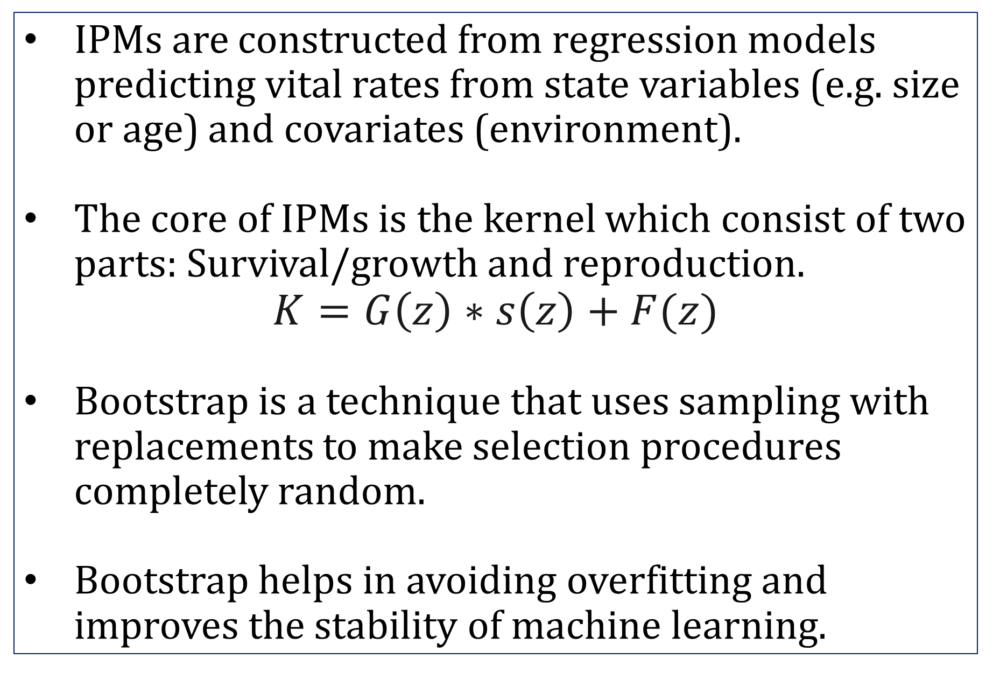 • IPMs are constructed from regression models
predicting vital rates from state variables (e.g. size
or age) and covariates (environment).
• The core of IPMs is the kernel which consist of two
parts: Survival/growth and reproduction.
K = G(z) ∗ s(z) + F(z)
• Bootstrap is a technique that uses sampling with
replacements to make selection procedures
completely random.
• Bootstrap helps in avoiding overfitting and
improves the stability of machine learning.